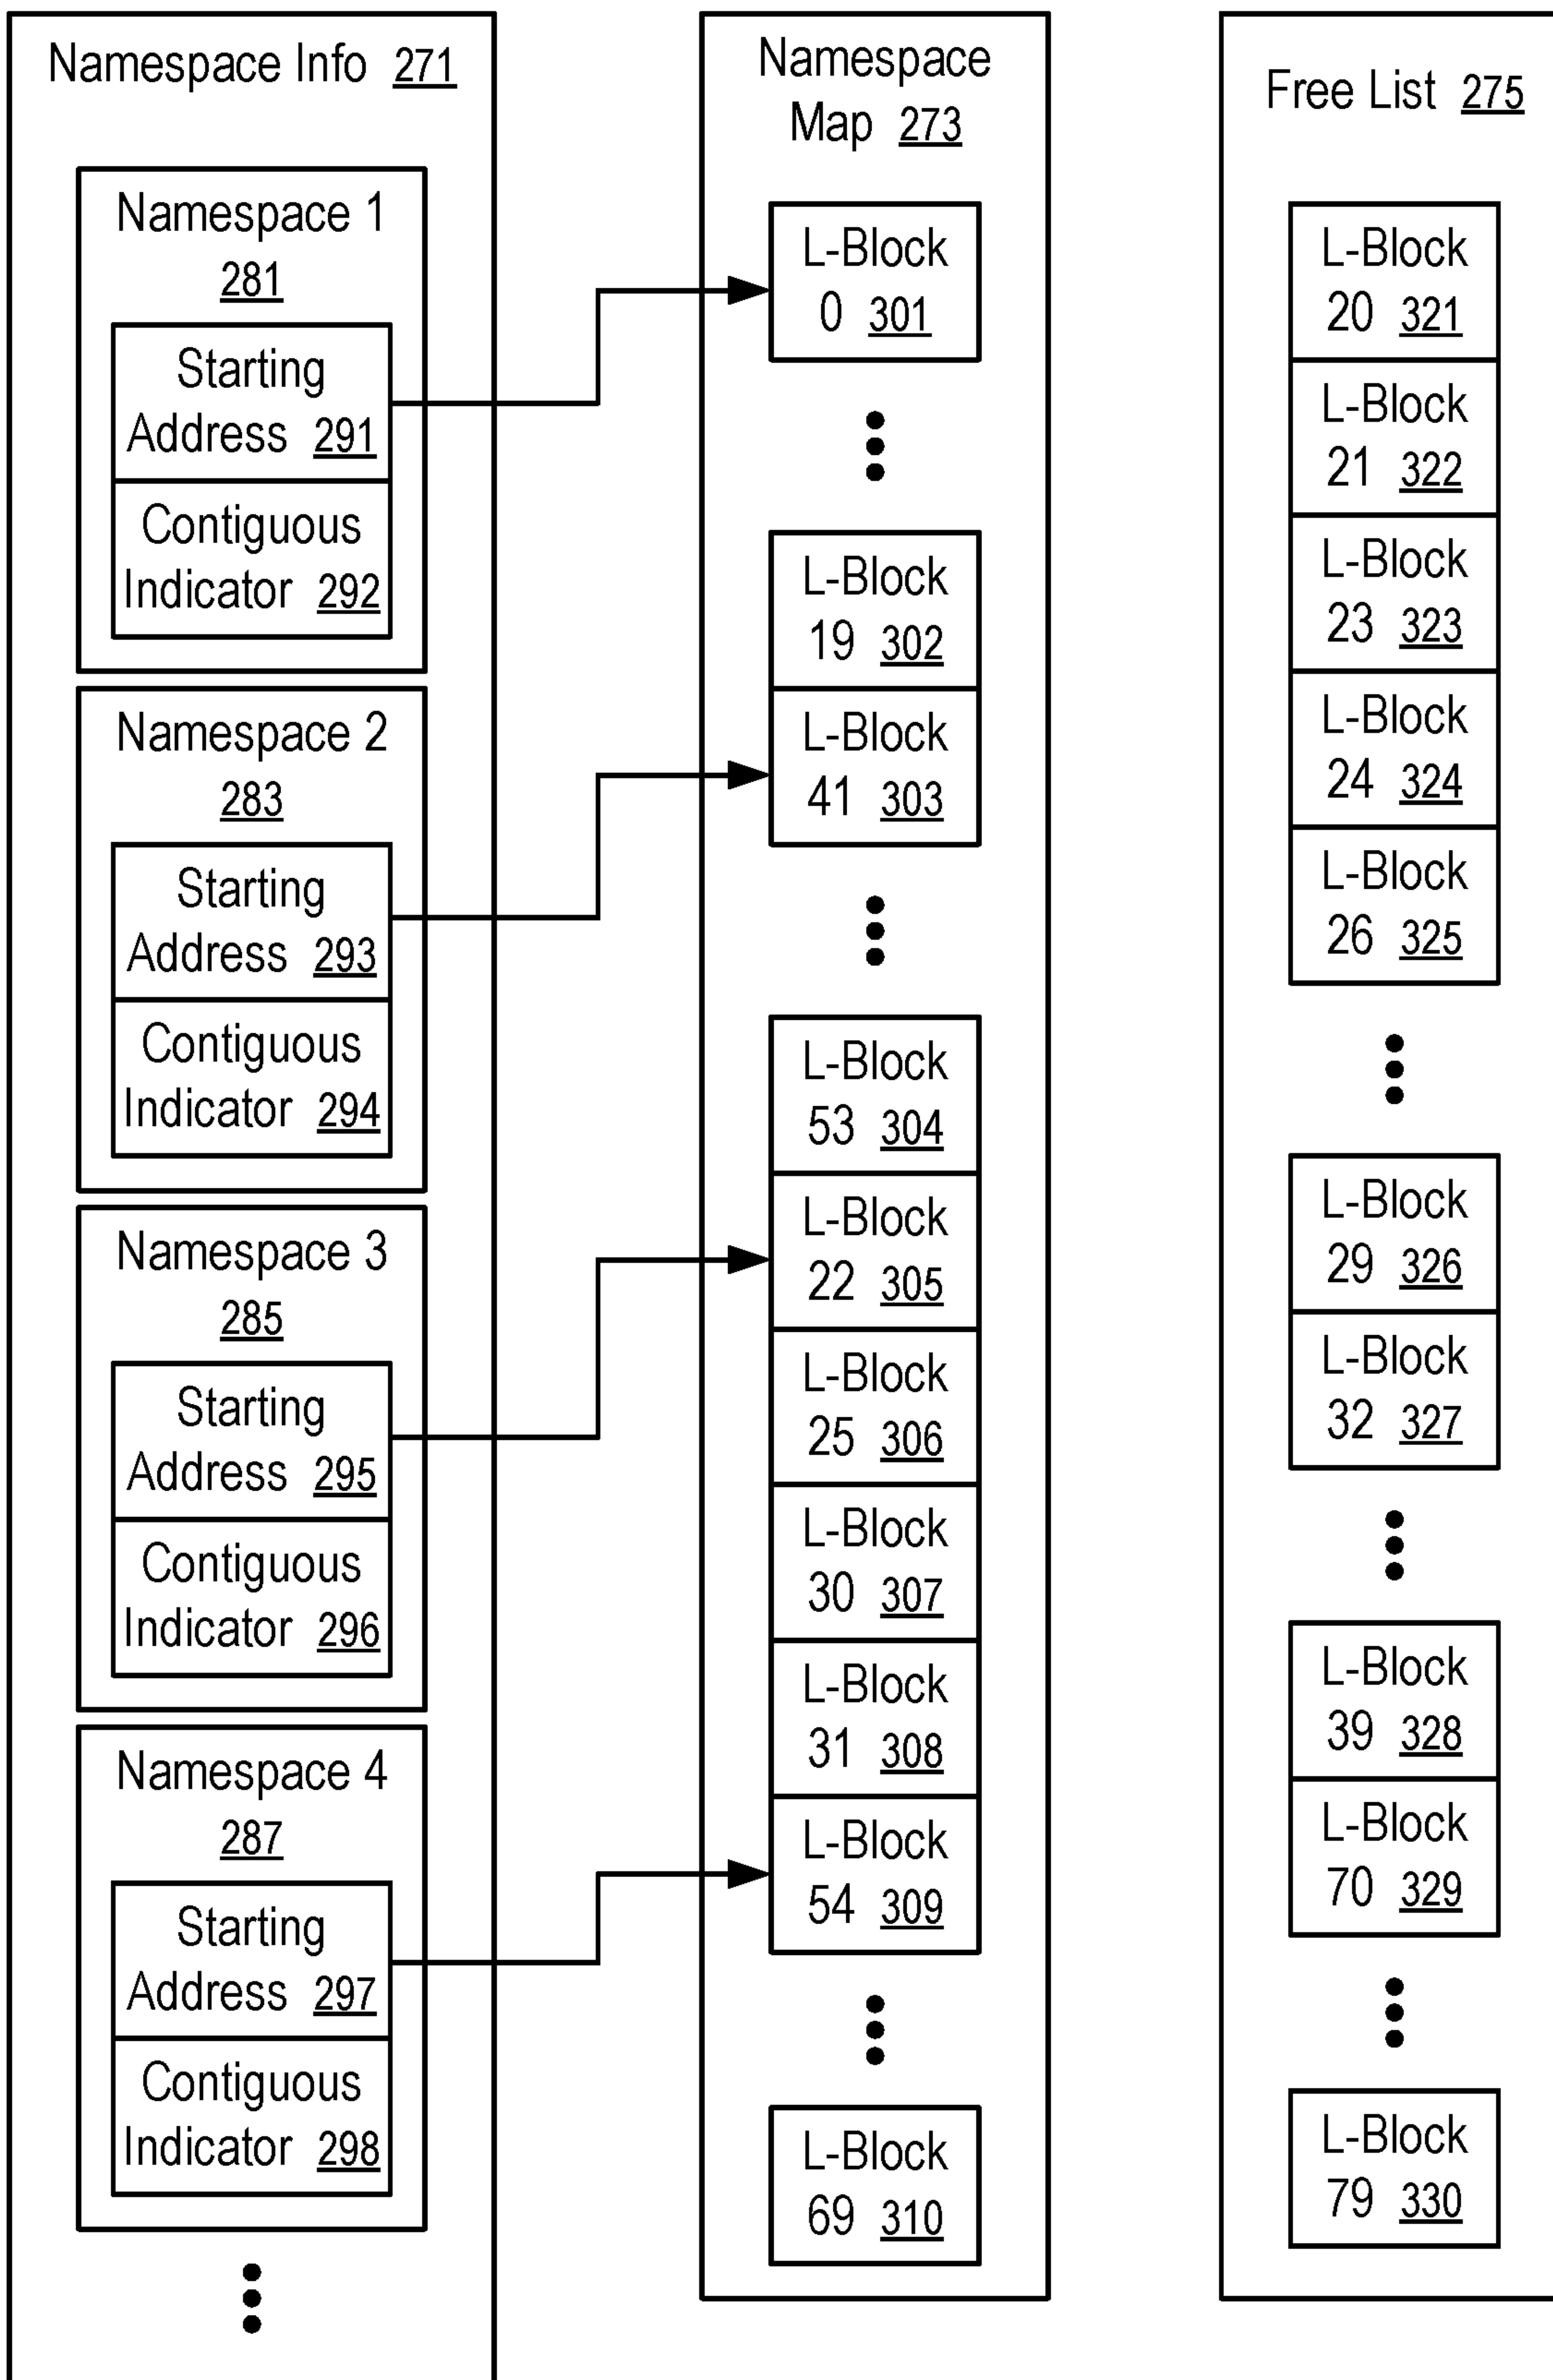 Namespace Info 271
Namespace 1
281
Starting
Address 291
Contiguous
Indicator 292
Namespace 2
283
Starting
Address 293
Contiguous
Indicator 294
Namespace 3
285
Starting
Address 295
Contiguous
Indicator 296
Namespace 4
287
Starting
Address 297
Contiguous
Indicator 298
Namespace
Map 273
L-Block
0 301
L-Block
19 302
L-Block
41 303
L-Block
53 304
L-Block
22 305
L-Block
25 306
L-Block
30 307
L-Block
31 308
L-Block
54 309
L-Block
69 310
Free List 275
L-Block
20 321
L-Block
21 322
L-Block
23 323
L-Block
24 324
L-Block
26 325
L-Block
29 326
L-Block
32 327
L-Block
39 328
L-Block
70 329
L-Block
79 330